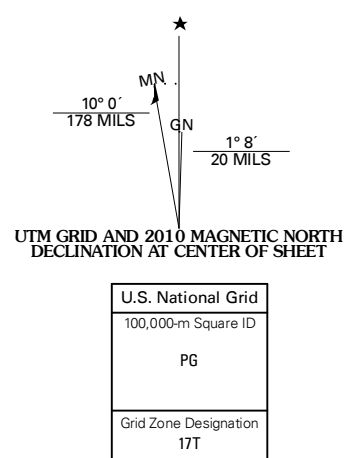 MN
10° 0´
178 MILS
GN
1° 8´
20 MILS
UTM GRID AND 2010 MAGNETIC NORTH
DECLINATION AT CENTER OF SHEET
U.S. National Grid
100,000-m Square ID
PG
Grid Zone Designation
17T